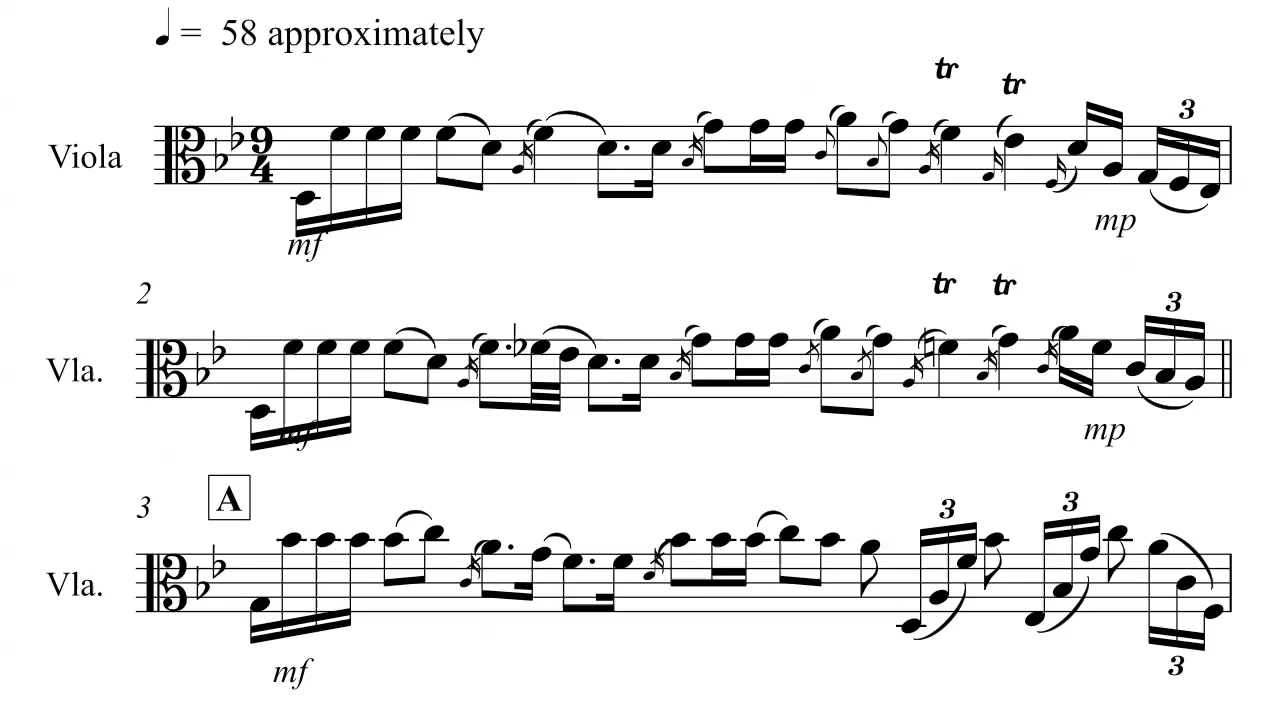 ♩ = 58 approximately
tr tr
3
Viola 9 4
mf mp
2
tr tr
3
Vla.
mf mp
3 A
3 3
Vla.
3
mf